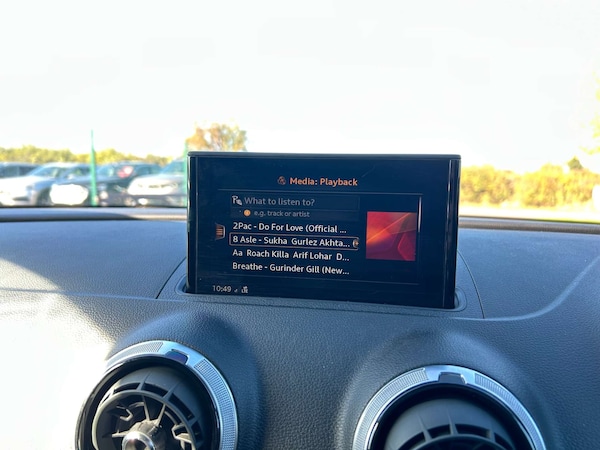 Media: Playback
What to listen to?
e.g. track or artist
2Pac - Do For Love (Official ...
8 Asle - Sukha Gurlez Akhta...
Aa Roach Killa Arif Lohar D...
Breathe - Gurinder Gill (New...
10:49 LTE